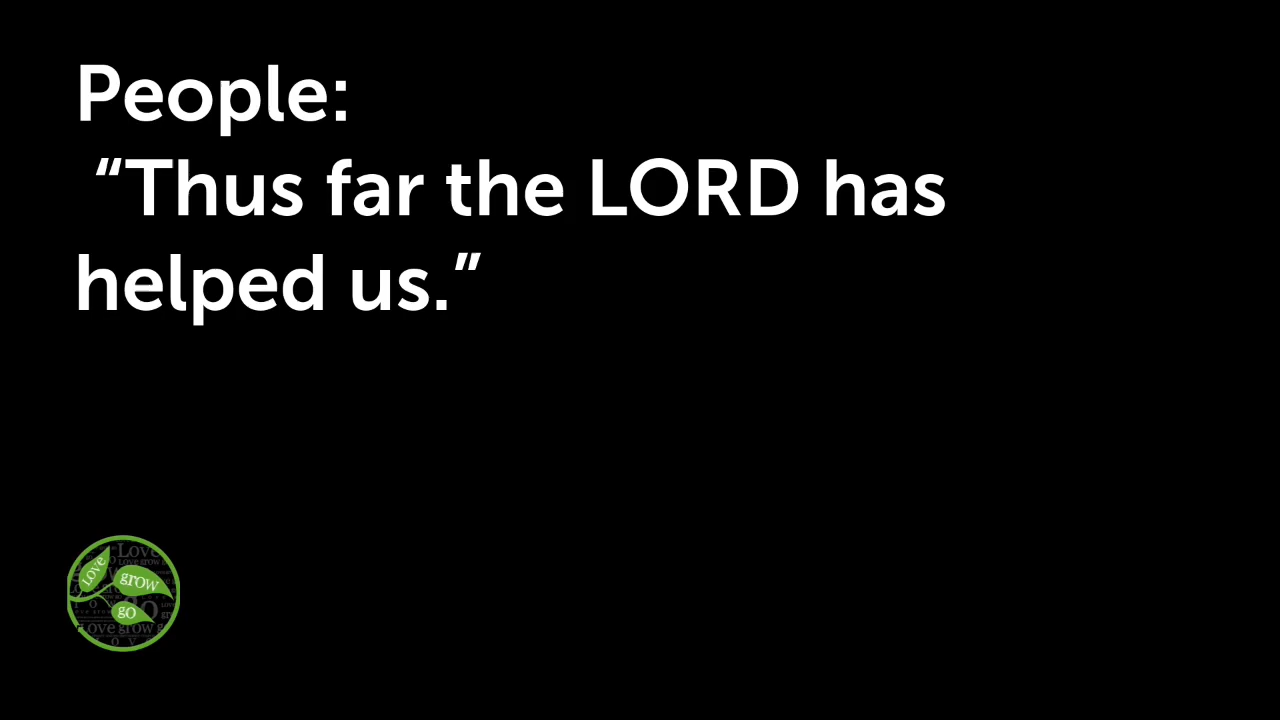 People:
“Thus far the LORD has
helped us.”
Love
grow
go